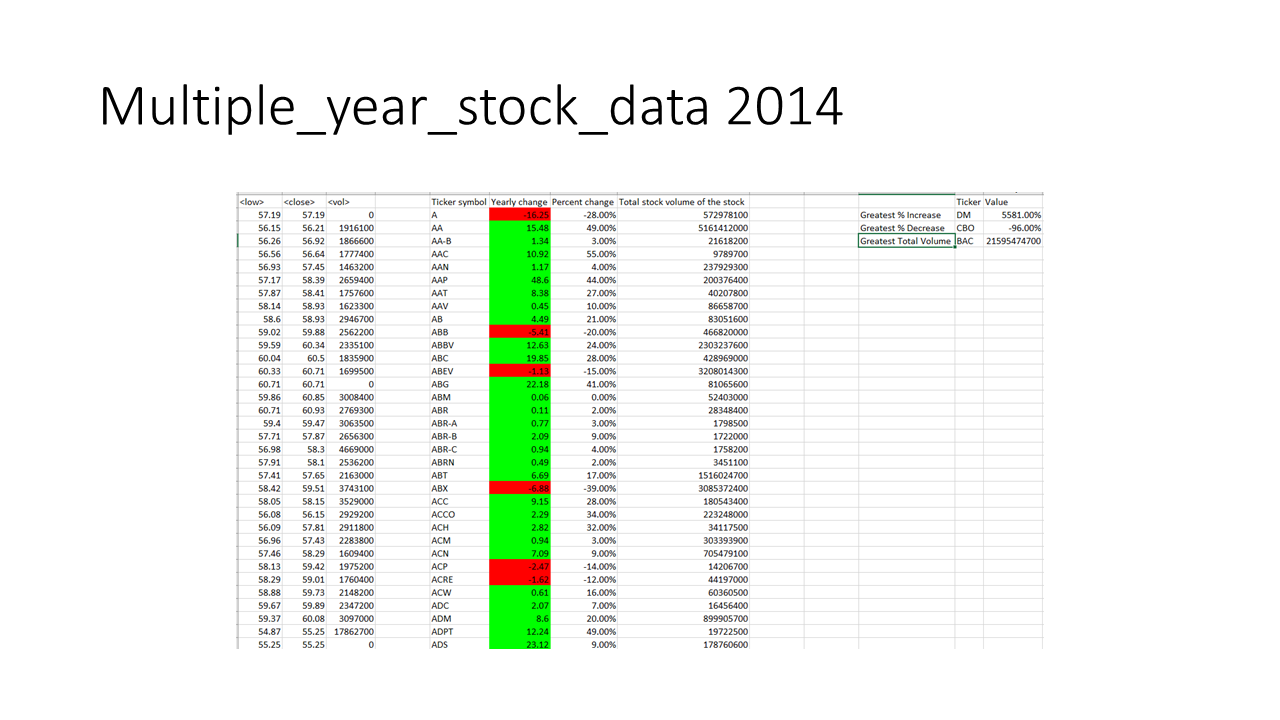 Multiple_year_stock_data 2014
<low> <close> <vol> Ticker symbol Yearly change Percent change Total stock volume of the stock Ticker Value
57.19 57.19 0 A -16.25 -28.00% 572978100 Greatest % Increase DM 5581.00%
56.15 56.21 1916100 AA 15.48 49.00% 5161412000 Greatest % Decrease CBO -96.00%
56.26 56.92 1866600 AA-B 1.34 3.00% 21618200 Greatest Total Volume BAC 21595474700
56.56 56.64 1777400 AAC 10.92 55.00% 9789700
56.93 57.45 1463200 AAN 1.17 4.00% 237929300
57.17 58.39 2659400 AAP 48.6 44.00% 200376400
57.87 58.41 1757600 AAT 8.38 27.00% 40207800
58.14 58.93 1623300 AAV 0.45 10.00% 86658700
58.6 58.93 2946700 AB 4.49 21.00% 83051600
59.02 59.88 2562200 ABB -5.41 -20.00% 466820000
59.59 60.34 2335100 ABBV 12.63 24.00% 2303237600
60.04 60.5 1835900 ABC 19.85 28.00% 428969000
60.33 60.71 1699500 ABEV -1.13 -15.00% 3208014300
60.71 60.71 0 ABG 22.18 41.00% 81065600
59.86 60.85 3008400 ABM 0.06 0.00% 52403000
60.71 60.93 2769300 ABR 0.11 2.00% 28348400
59.4 59.47 3063500 ABR-A 0.77 3.00% 1798500
57.71 57.87 2656300 ABR-B 2.09 9.00% 1722000
56.98 58.3 4669000 ABR-C 0.94 4.00% 1758200
57.91 58.1 2536200 ABRN 0.49 2.00% 3451100
57.41 57.65 2163000 ABT 6.69 17.00% 1516024700
58.42 59.51 3743100 ABX -6.88 -39.00% 3085372400
58.05 58.15 3529000 ACC 9.15 28.00% 180543400
56.08 56.15 2929200 ACCO 2.29 34.00% 223248000
56.09 57.81 2911800 ACH 2.82 32.00% 34117500
56.96 57.43 2283800 ACM 0.94 3.00% 303393900
57.46 58.29 1609400 ACN 7.09 9.00% 705479100
58.13 59.42 1975200 ACP -2.47 -14.00% 14206700
58.29 59.01 1760400 ACRE -1.62 -12.00% 44197000
58.88 59.73 2148200 ACW 0.61 16.00% 60360500
59.67 59.89 2347200 ADC 2.07 7.00% 16456400
59.37 60.08 3097000 ADM 8.6 20.00% 899905700
54.87 55.25 17862700 ADPT 12.24 49.00% 19722500
55.25 55.25 0 ADS 23.12 9.00% 178760600